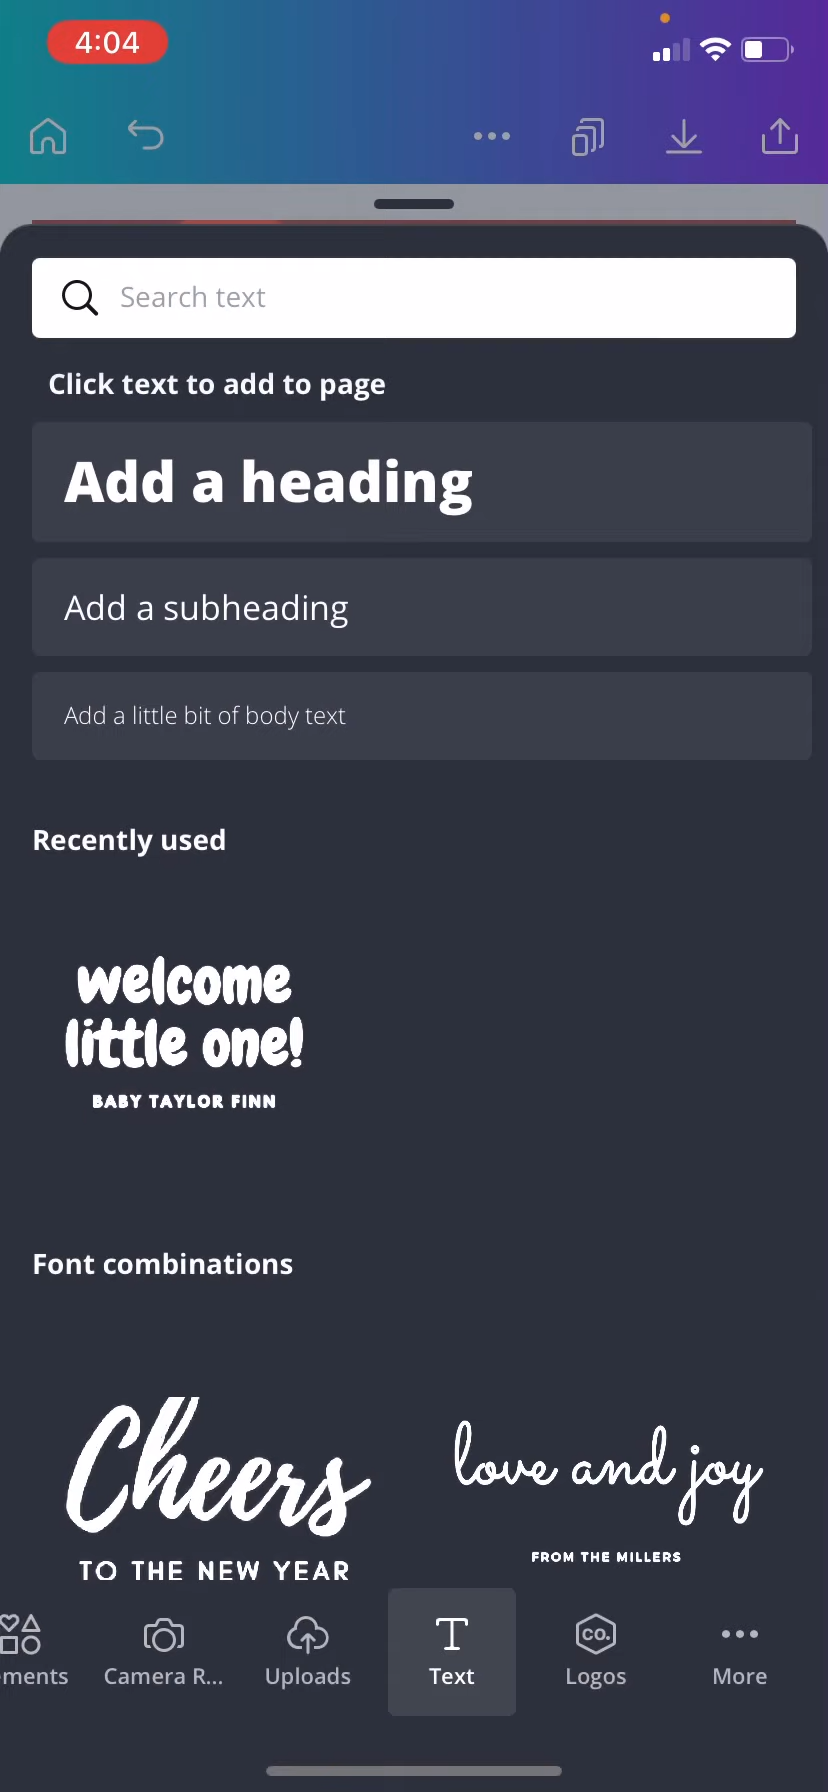 4:04
Search text
Click text to add to page
Add a heading
Add a subheading
Add a little bit of body text
Recently used
welcome
little one!
BABY TAYLOR FINN
Font combinations
Cheers
TO THE NEW YEAR
love and joy
FROM THE MILLERS
CO.
ements
Camera R...
Uploads
Text
Logos
More